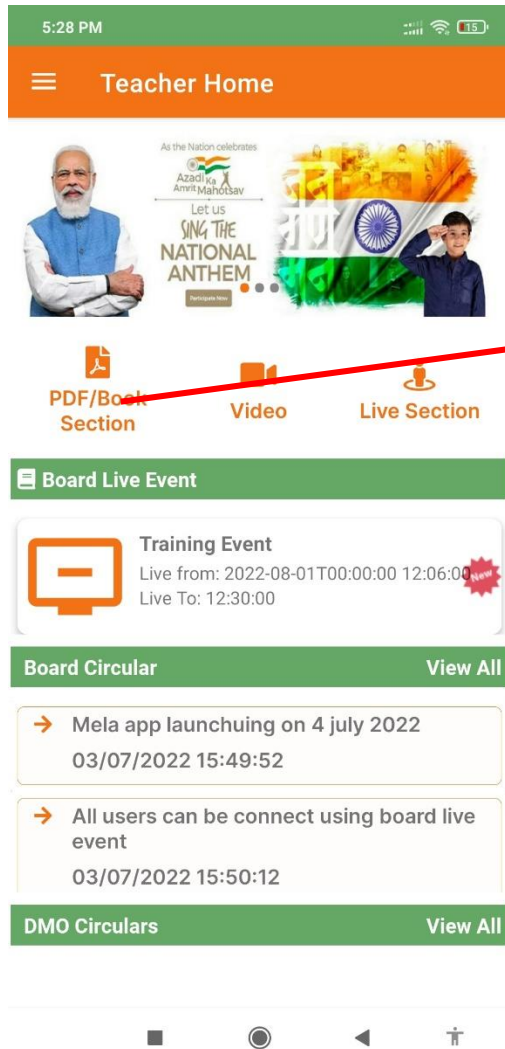 5:28 PM
15
Teacher Home
As the Nation celebrates
Azadi Ka
Amrit Mahotsav
Let us
SING THE
NATIONAL
ANTHEM
Participate Now
जन
गण
PDF/Book
Section
Video
Live Section
Board Live Event
Training Event
Live from: 2022-08-01T00:00:00 12:06:00
New
Live To: 12:30:00
Board Circular View All
Mela app launchuing on 4 july 2022
03/07/2022 15:49:52
All users can be connect using board live
event
03/07/2022 15:50:12
DMO Circulars View All